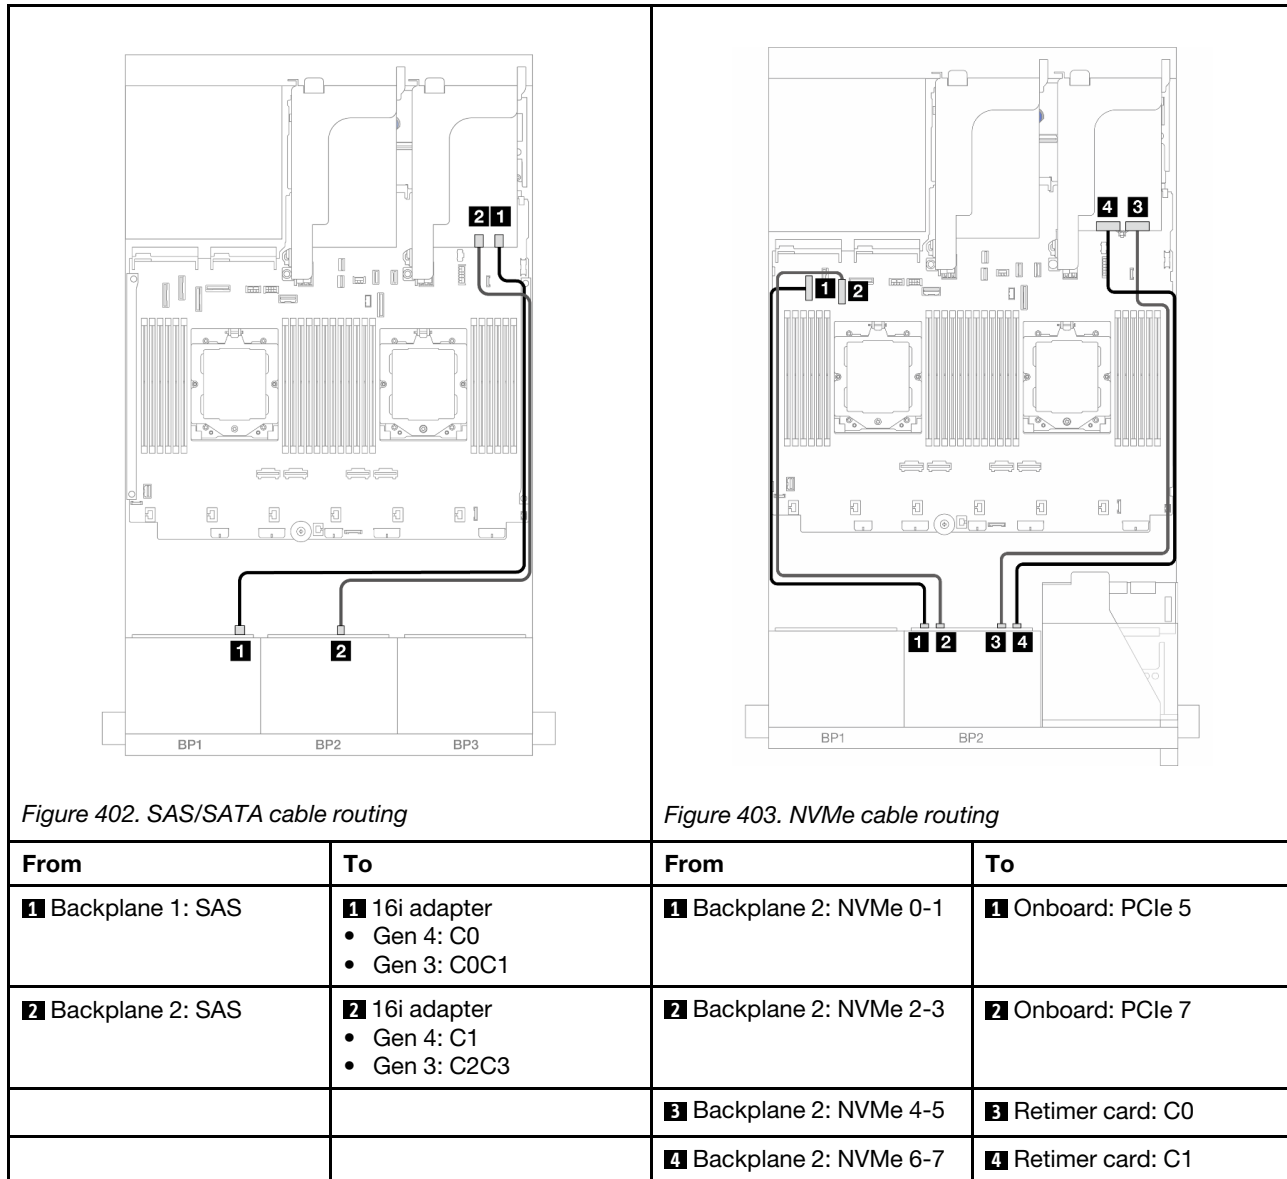 2 1
1
2
BP1 BP2 BP3
Figure 402. SAS/SATA cable routing
4 3
1 2
1 2 3 4
BP1 BP2
Figure 403. NVMe cable routing
From To From To
1 Backplane 1: SAS
1 16i adapter
• Gen 4: C0
• Gen 3: C0C1
1 Backplane 2: NVMe 0-1
1 Onboard: PCIe 5
2 Backplane 2: SAS
2 16i adapter
• Gen 4: C1
• Gen 3: C2C3
2 Backplane 2: NVMe 2-3
2 Onboard: PCIe 7
3 Backplane 2: NVMe 4-5
3 Retimer card: C0
4 Backplane 2: NVMe 6-7
4 Retimer card: C1